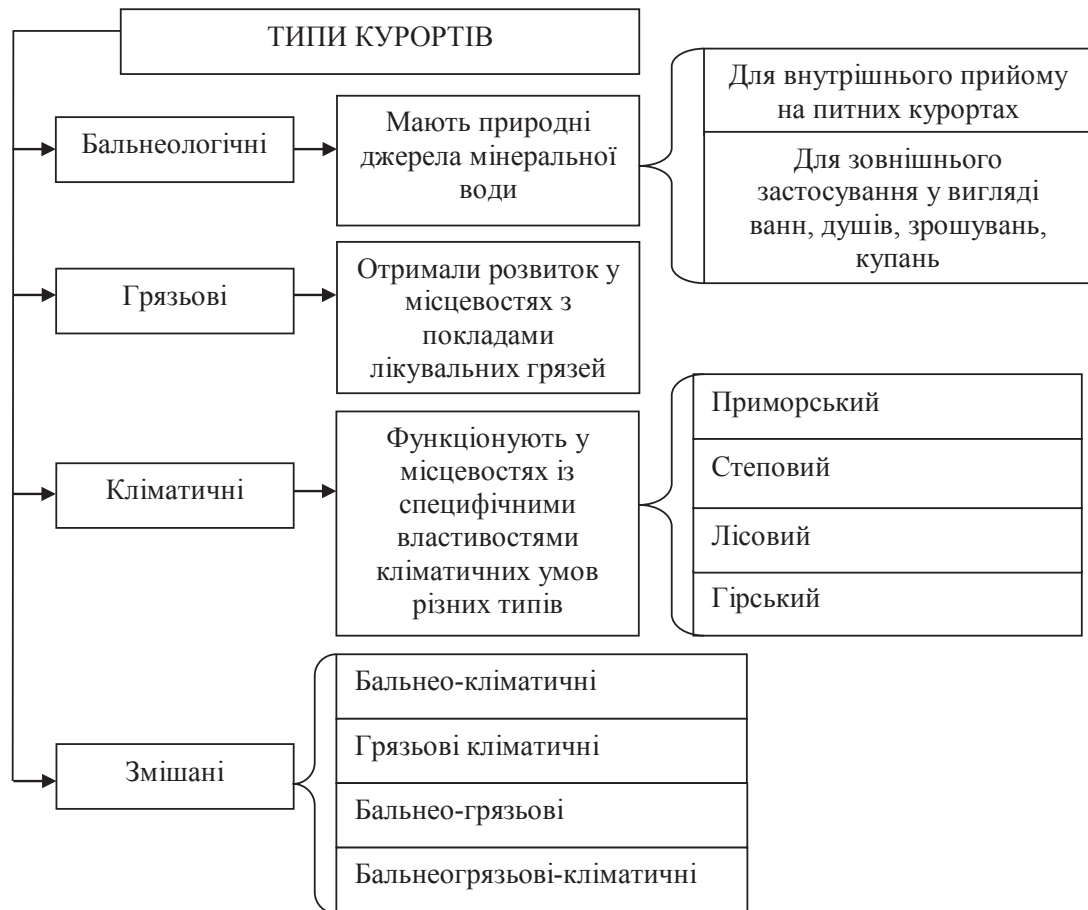 ТИПИ КУРОРТІВ
Бальнеологічні
Мають природні
джерела мінеральної
води
Для внутрішнього прийому
на питних курортах
Для зовнішнього
застосування у вигляді
ванн, душів, зрошувань,
купань
Грязьові
Отримали розвиток у
місцевостях з
покладами
лікувальних грязей
Кліматичні
Функціонують у
місцевостях із
специфічними
властивостями
кліматичних умов
різних типів
Приморський
Степовий
Лісовий
Гірський
Змішані
Бальнео-кліматичні
Грязьові кліматичні
Бальнео-грязьові
Бальнеогрязьові-кліматичні